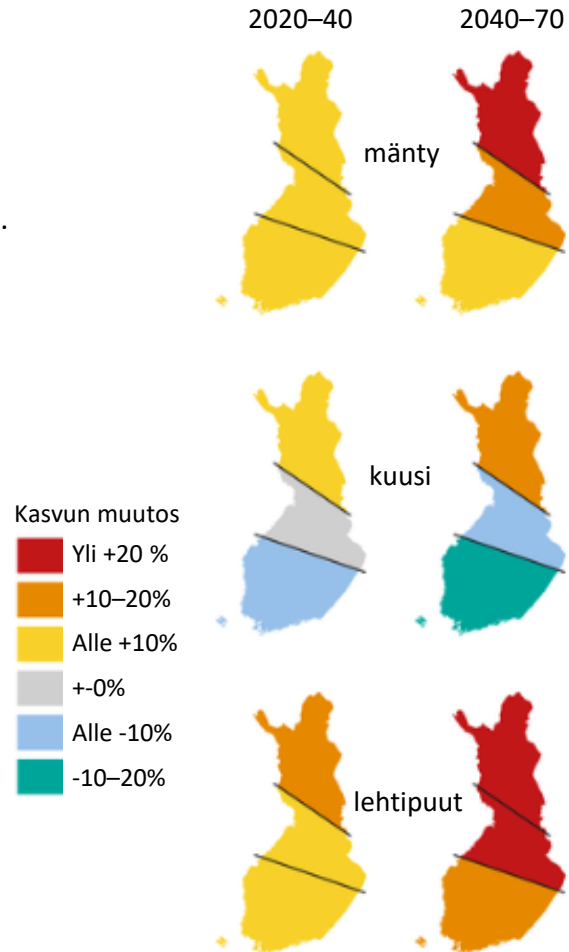 2020–40 2040–70
mänty
.
kuusi
Kasvun muutos
Yli +20 %
+10–20%
Alle +10%
+-0%
Alle -10%
-10–20%
lehtipuut